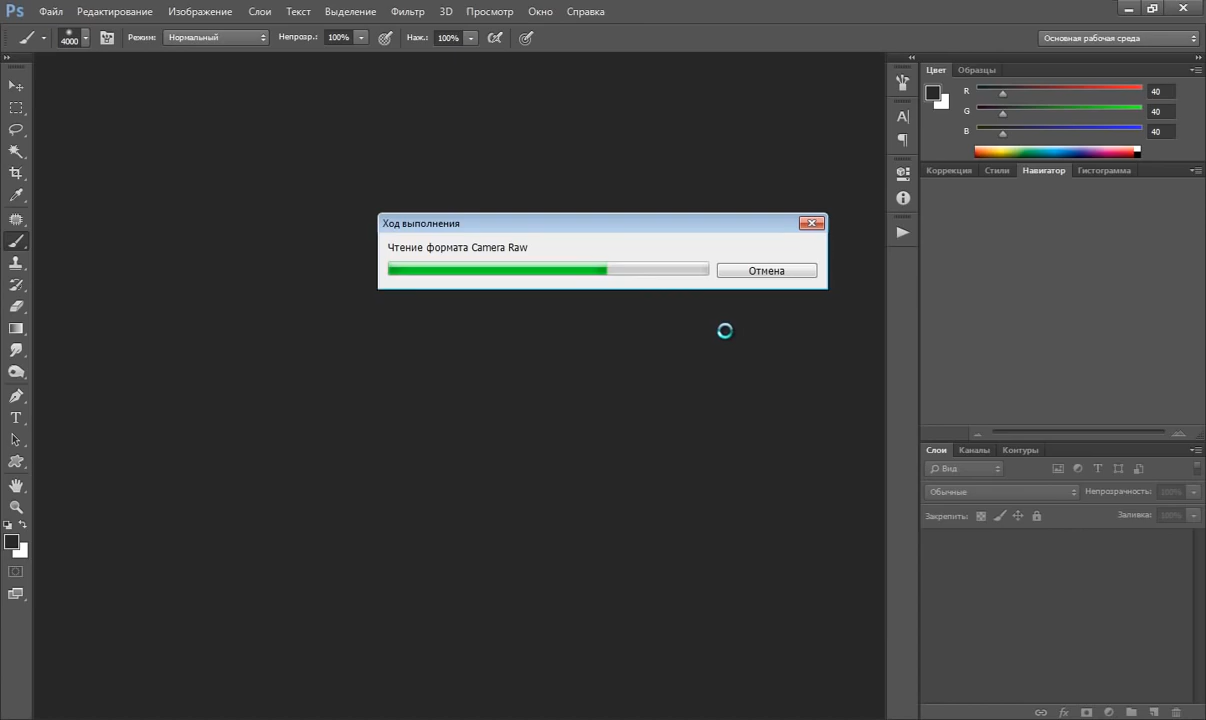 Ps Файл Редактирование Изображение Слои Текст Выделение Фильтр 3D Просмотр Окно Справка
4000 Режим: Нормальный Непрозр.: 100% Наж.: 100% Основная рабочая среда
Цвет Образцы
R 40
G 40
B 40
Коррекция Стили Навигатор Гистограмма
Ход выполнения
Чтение формата Camera Raw
Отмена
Слои Каналы Контуры
Вид
Обычные Непрозрачность: 100%
Закрепить: Заливка: 100%
fx